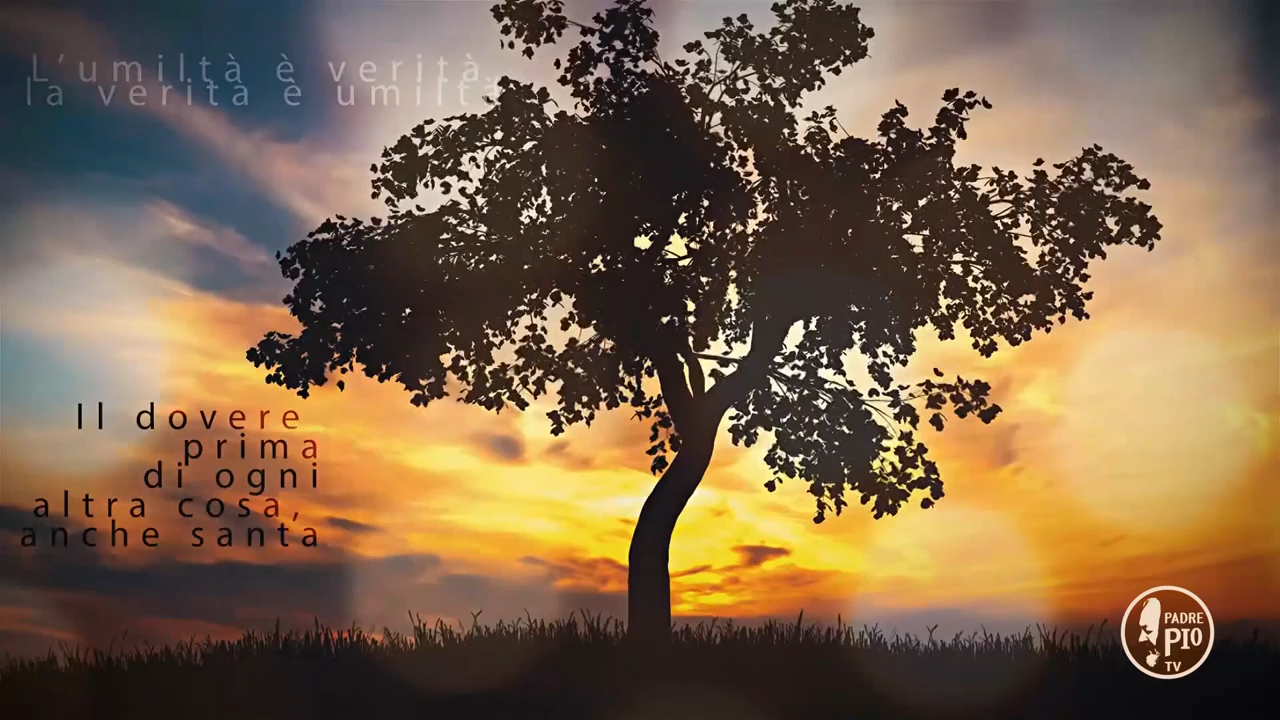 L'umiltà è verità,
la verità è umiltà
Il dovere
prima
di ogni
altra cosa,
anche santa
PADRE
PIO
TV